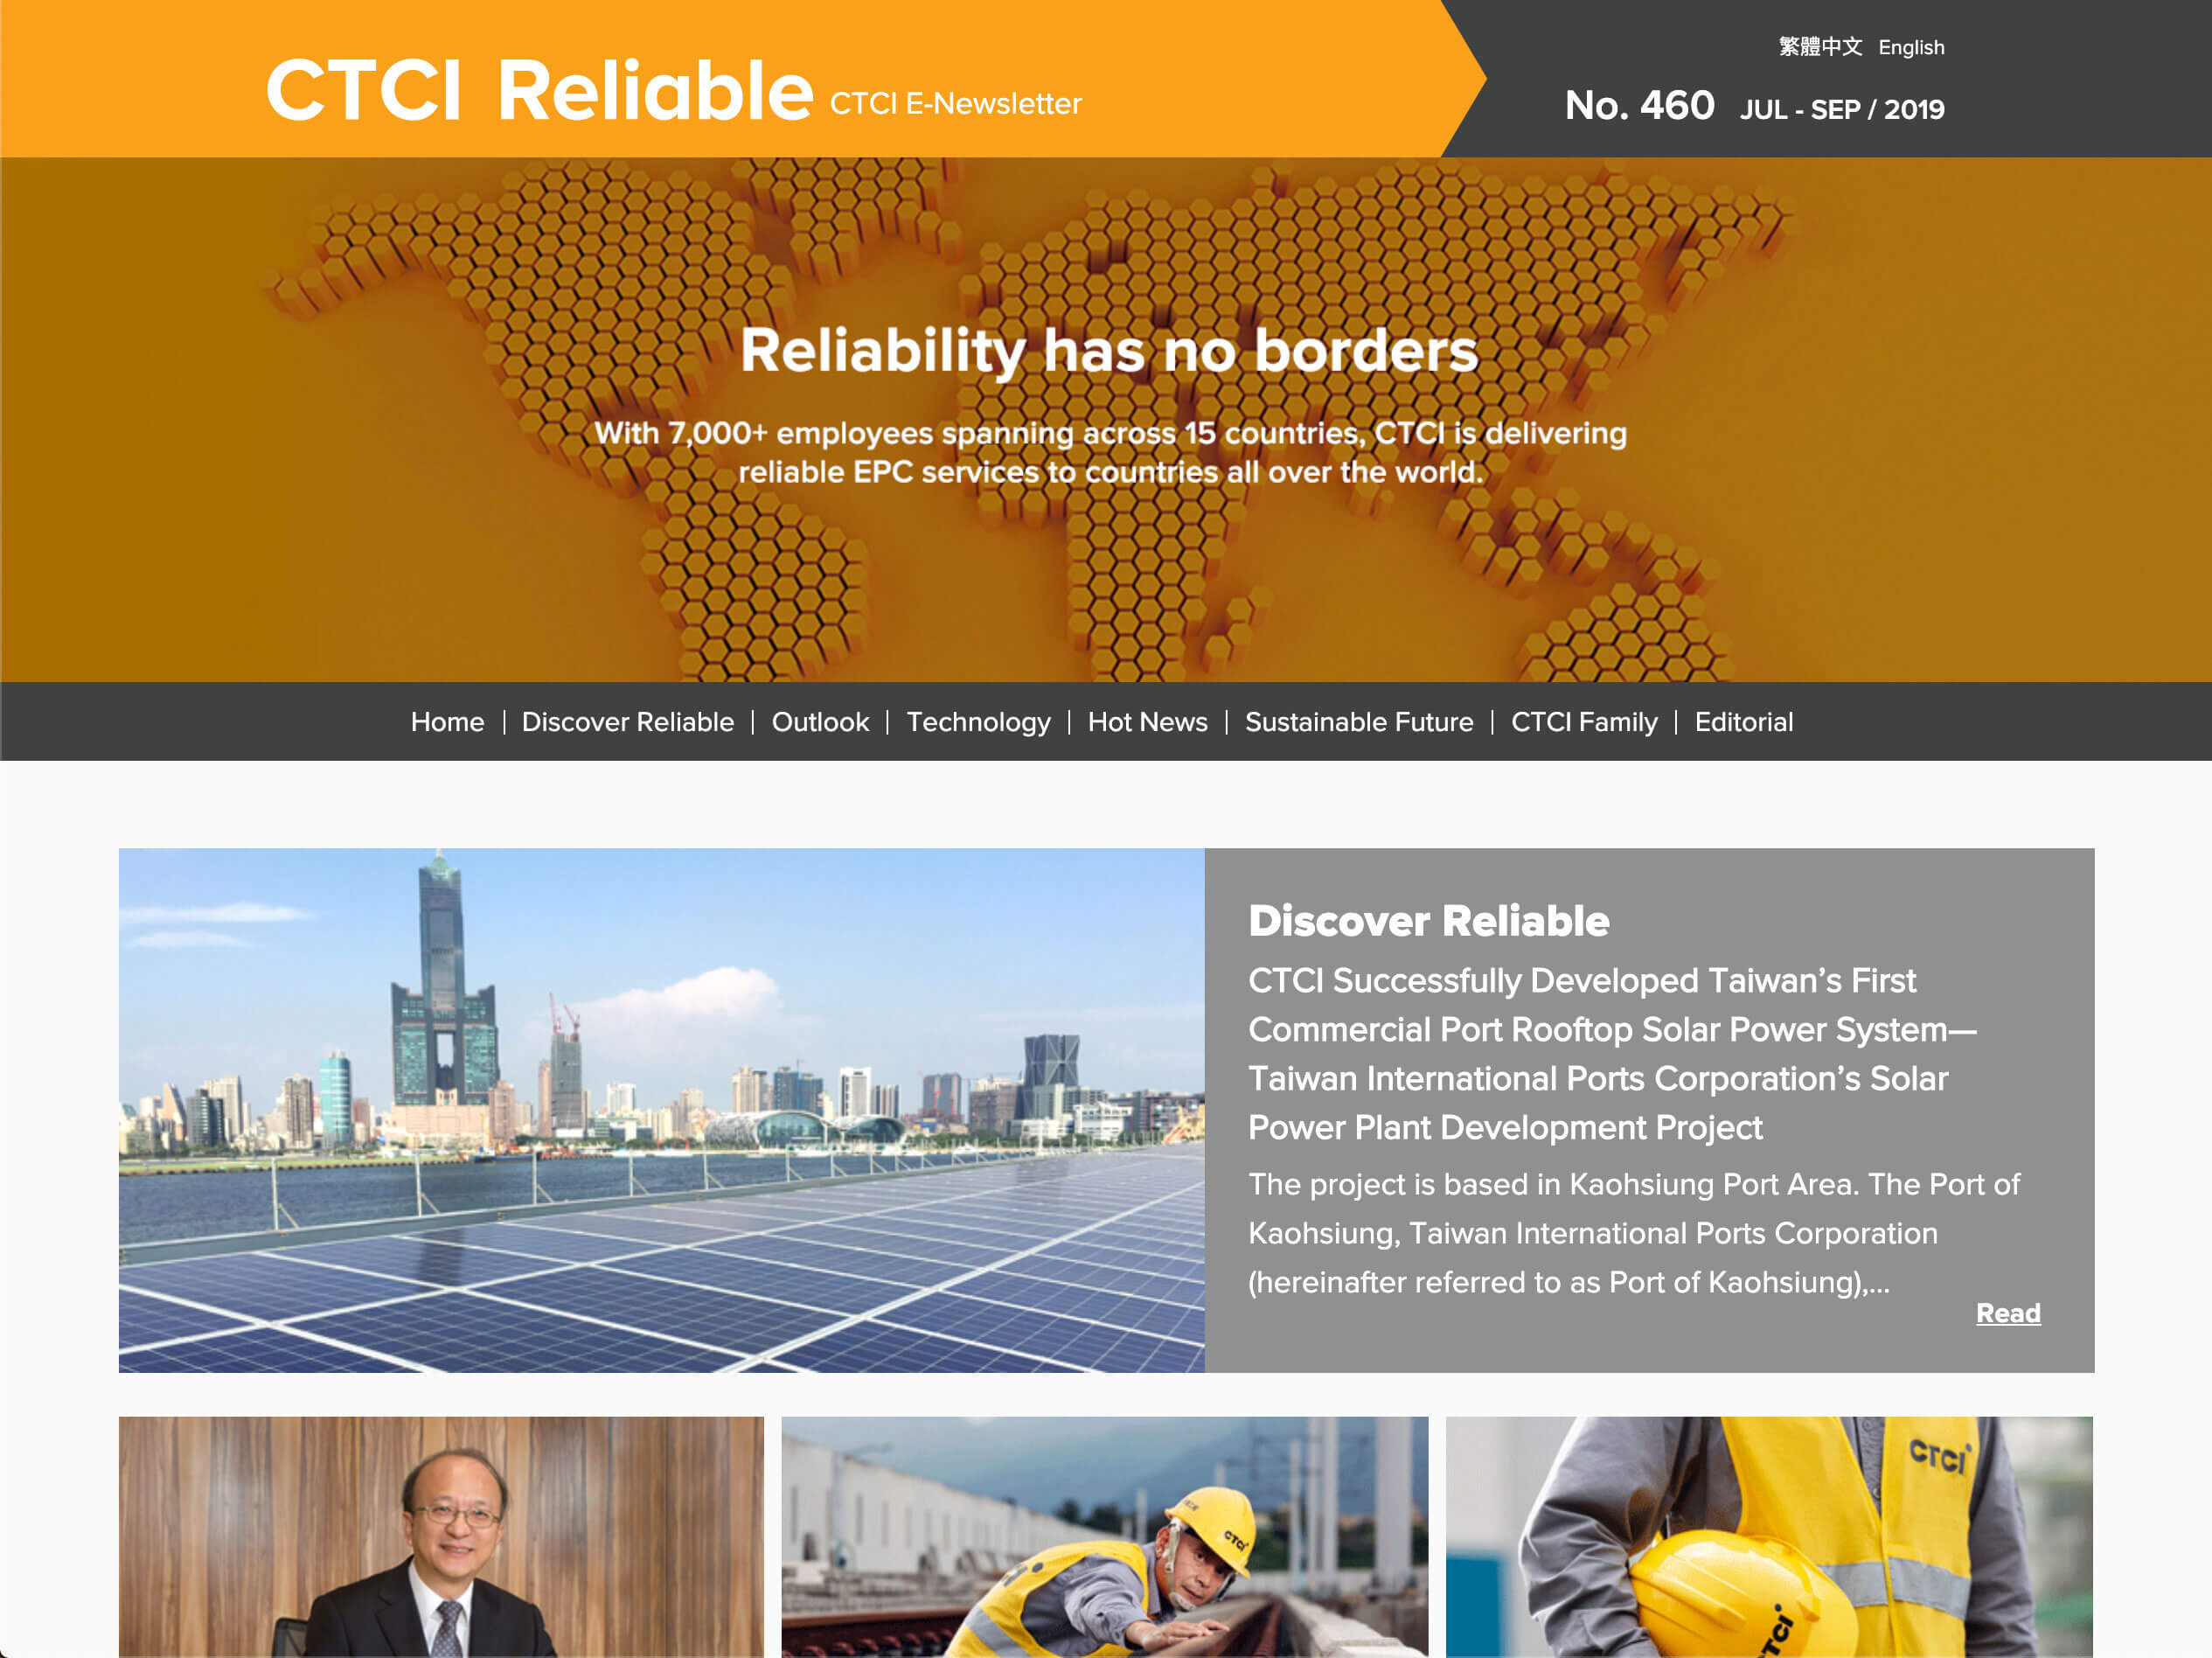 CTCI Reliable CTCI E-Newsletter
繁體中文 English
No. 460 JUL - SEP / 2019
Reliability has no borders
With 7,000+ employees spanning across 15 countries, CTCI is delivering
reliable EPC services to countries all over the world.
Home | Discover Reliable | Outlook | Technology | Hot News | Sustainable Future | CTCI Family | Editorial
Discover Reliable
CTCI Successfully Developed Taiwan’s First
Commercial Port Rooftop Solar Power System—
Taiwan International Ports Corporation’s Solar
Power Plant Development Project
The project is based in Kaohsiung Port Area. The Port of
Kaohsiung, Taiwan International Ports Corporation
(hereinafter referred to as Port of Kaohsiung),...
Read
CTCI
CTCI
CTCI